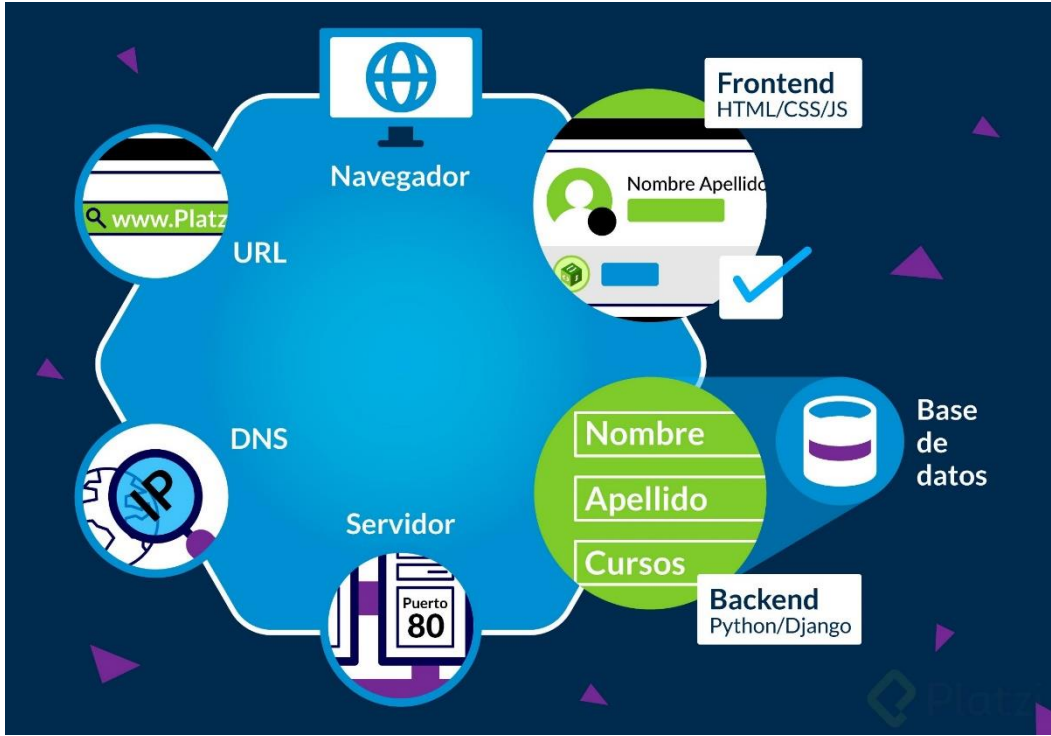 Navegador
Frontend
HTML/CSS/JS
Nombre Apellido
www.Platz
URL
DNS
IP
Servidor
Puerto
80
Nombre
Apellido
Cursos
Base
de
datos
Backend
Python/Django
Platzi